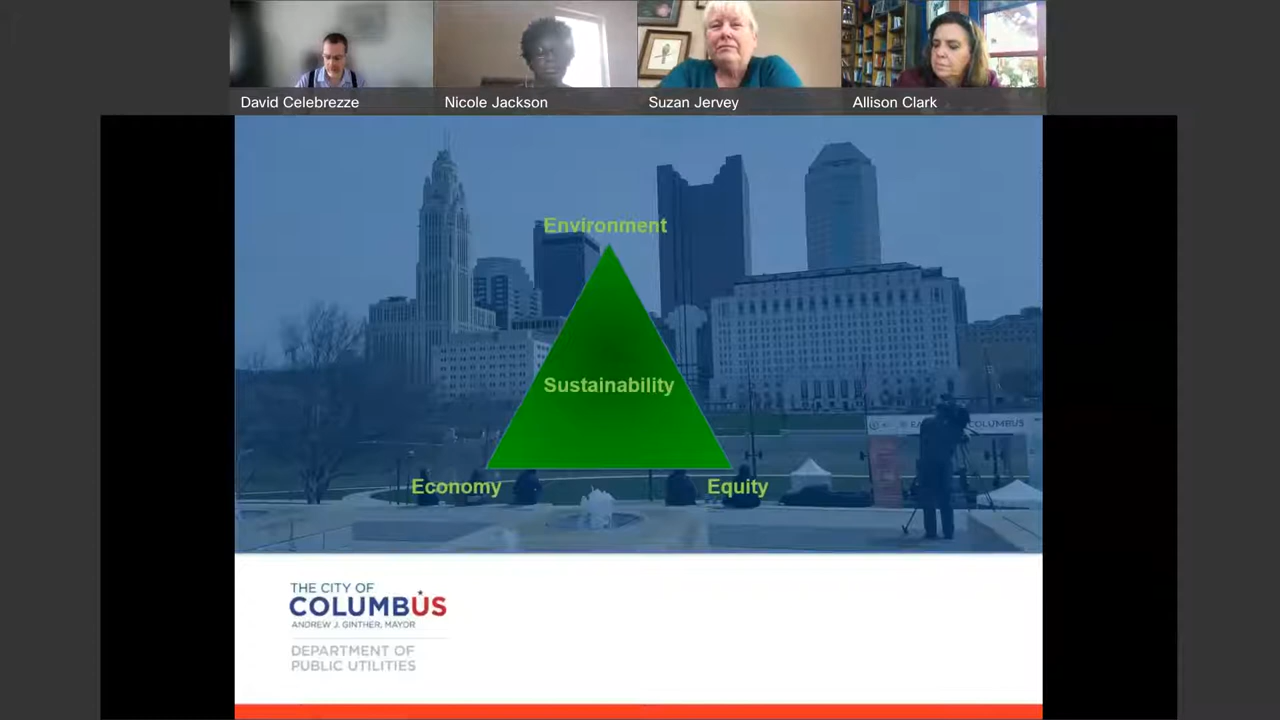 David Celebrezze
Nicole Jackson
Suzan Jervey
Allison Clark
Environment
Sustainability
COLUMBUS
Economy
Equity
THE CITY OF
COLUMBUS
ANDREW J. GINTHER, MAYOR
DEPARTMENT OF
PUBLIC UTILITIES